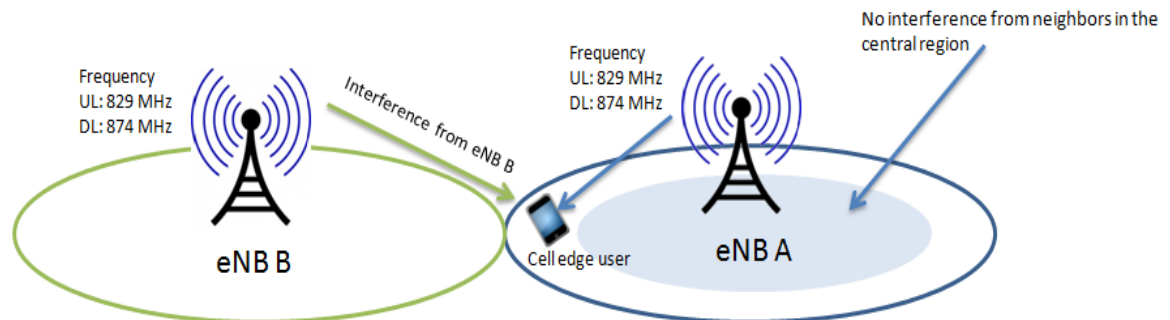 No interference from neighbors in the
central region
Frequency
UL: 829 MHz
DL: 874 MHz
Interference from eNB B
Frequency
UL: 829 MHz
DL: 874 MHz
eNB B
eNB A
Cell edge user